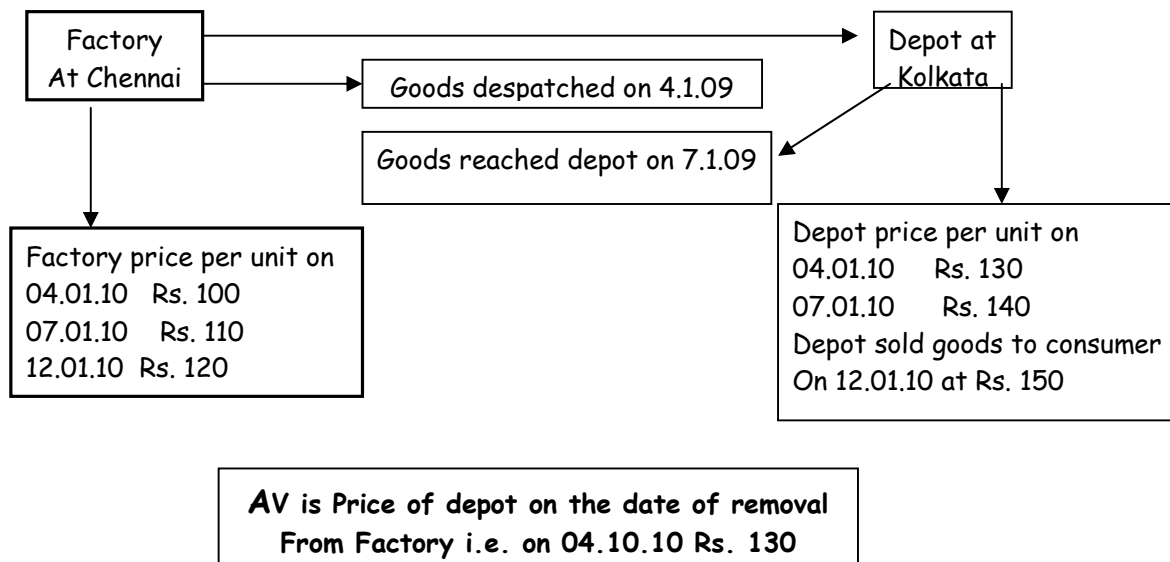 Factory
At Chennai
Depot at
Kolkata
Goods despatched on 4.1.09
Goods reached depot on 7.1.09
Factory price per unit on
04.01.10 Rs. 100
07.01.10 Rs. 110
12.01.10 Rs. 120
Depot price per unit on
04.01.10 Rs. 130
07.01.10 Rs. 140
Depot sold goods to consumer
On 12.01.10 at Rs. 150
AV is Price of depot on the date of removal
From Factory i.e. on 04.10.10 Rs. 130